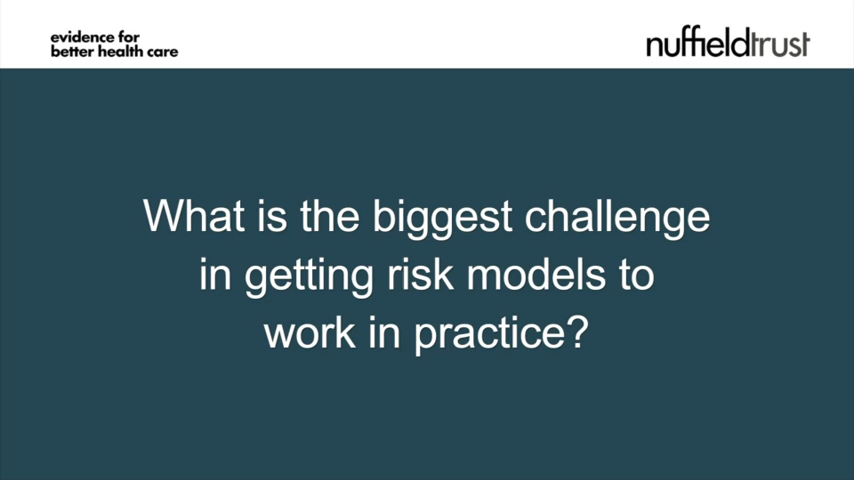 evidence for
better health care
nuffieldtrust
What is the biggest challenge
in getting risk models to
work in practice?